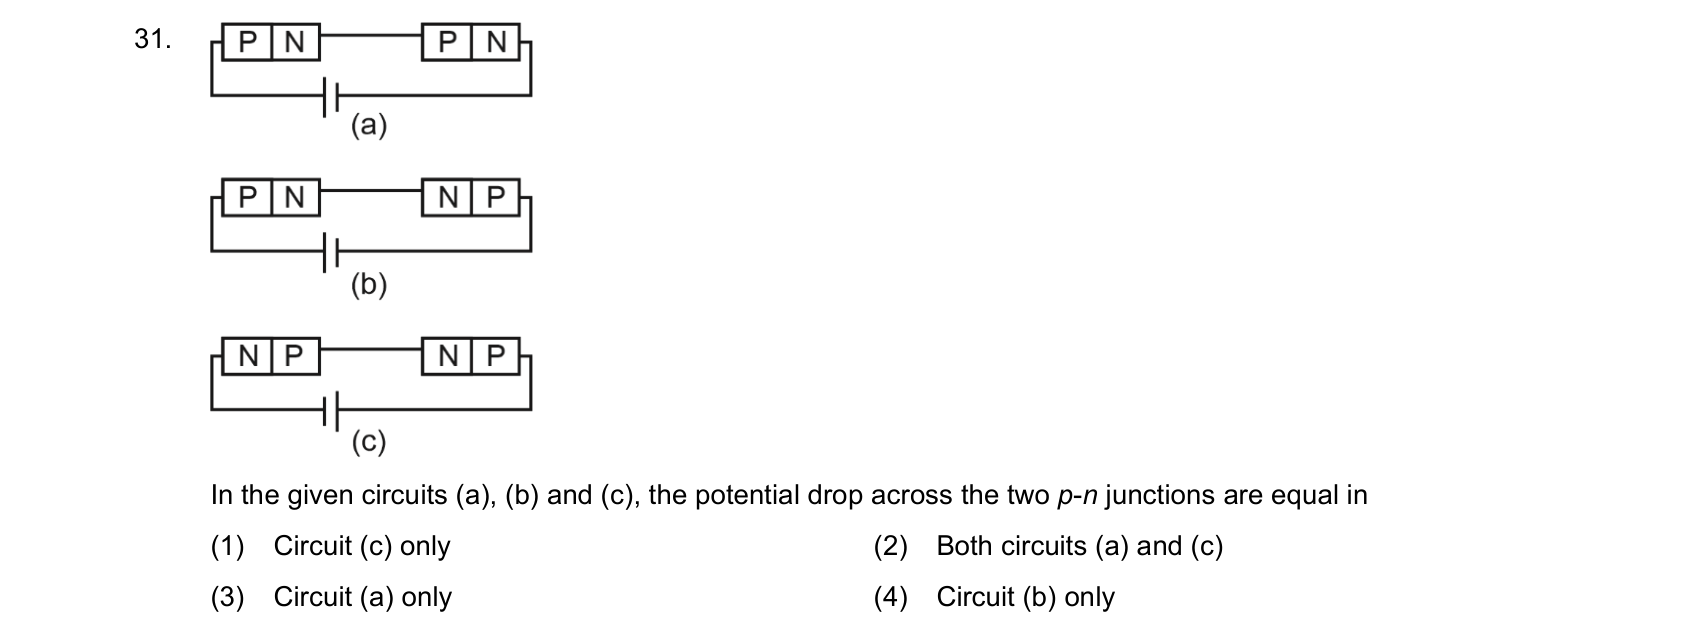 31. P N P N
(a)
P N N P
(b)
N P N P
(c)
In the given circuits (a), (b) and (c), the potential drop across the two p-n junctions are equal in
(1) Circuit (c) only (2) Both circuits (a) and (c)
(3) Circuit (a) only (4) Circuit (b) only